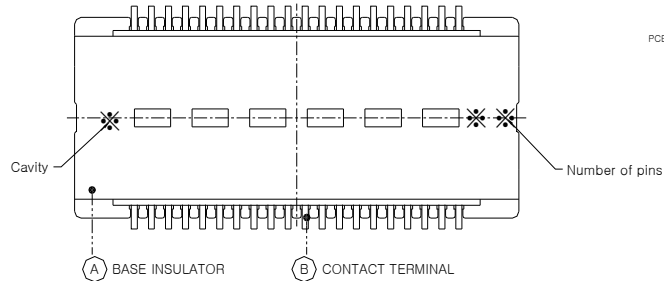 PCB
Cavity
Number of pins
A BASE INSULATOR
B CONTACT TERMINAL